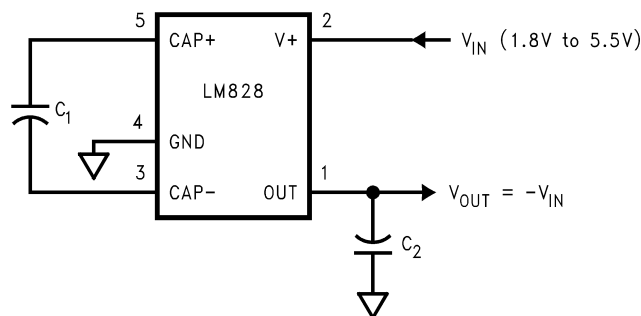 5
2
CAP+
V+
V_IN (1.8V to 5.5V)
LM828
C_1
4
GND
3
1
CAP-
OUT
V_OUT = -V_IN
C_2